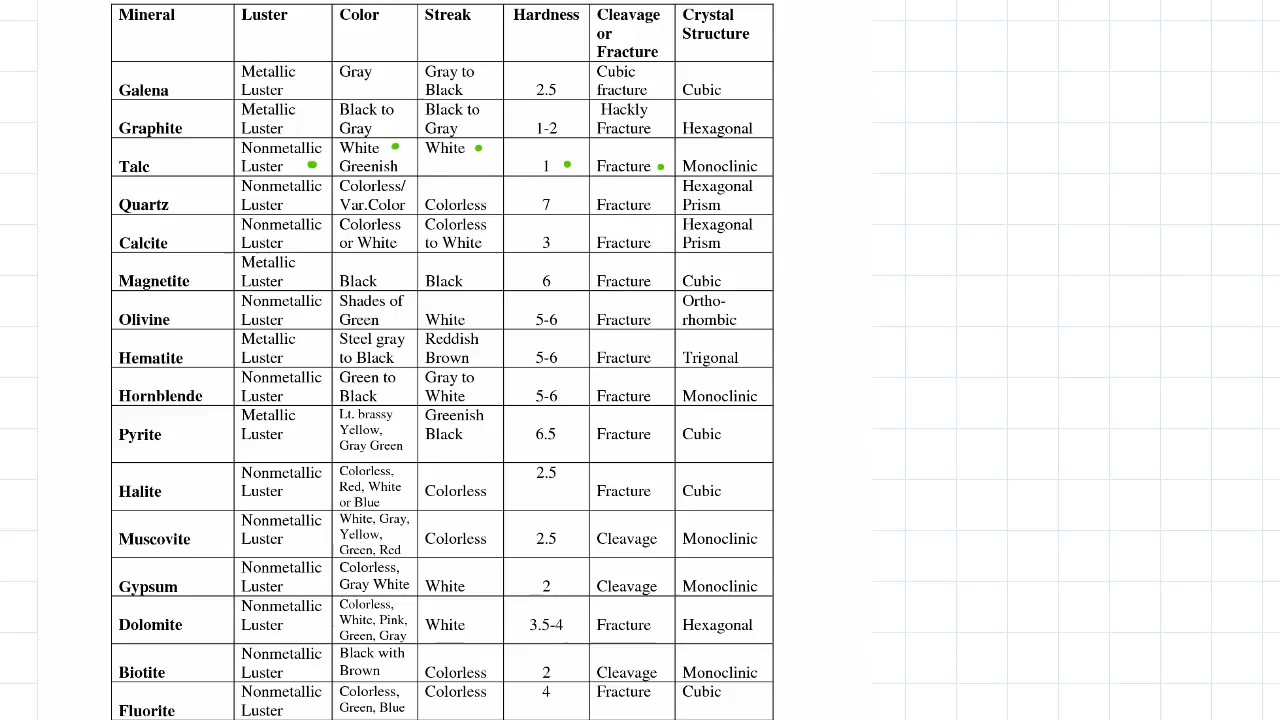 Mineral Luster Color Streak Hardness Cleavage or Fracture Crystal Structure
Galena Metallic Luster Gray Gray to Black 2.5 Cubic fracture Cubic
Graphite Metallic Luster Black to Gray Black to Gray 1-2 Hackly Fracture Hexagonal
Talc Nonmetallic Luster White Greenish White 1 Fracture Monoclinic
Quartz Nonmetallic Luster Colorless/ Var.Color Colorless 7 Fracture Hexagonal Prism
Calcite Nonmetallic Luster Colorless or White Colorless to White 3 Fracture Hexagonal Prism
Magnetite Metallic Luster Black Black 6 Fracture Cubic
Olivine Nonmetallic Luster Shades of Green White 5-6 Fracture Ortho- rhombic
Hematite Metallic Luster Steel gray to Black Reddish Brown 5-6 Fracture Trigonal
Hornblende Nonmetallic Luster Green to Black Gray to White 5-6 Fracture Monoclinic
Pyrite Metallic Luster Lt. brassy Yellow, Gray Green Greenish Black 6.5 Fracture Cubic
Halite Nonmetallic Luster Colorless, Red, White or Blue Colorless 2.5 Fracture Cubic
Muscovite Nonmetallic Luster White, Gray, Yellow, Green, Red Colorless 2.5 Cleavage Monoclinic
Gypsum Nonmetallic Luster Colorless, Gray White White 2 Cleavage Monoclinic
Dolomite Nonmetallic Luster Colorless, White, Pink, Green, Gray White 3.5-4 Fracture Hexagonal
Biotite Nonmetallic Luster Black with Brown Colorless 2 Cleavage Monoclinic
Fluorite Nonmetallic Luster Colorless, Green, Blue Colorless 4 Fracture Cubic